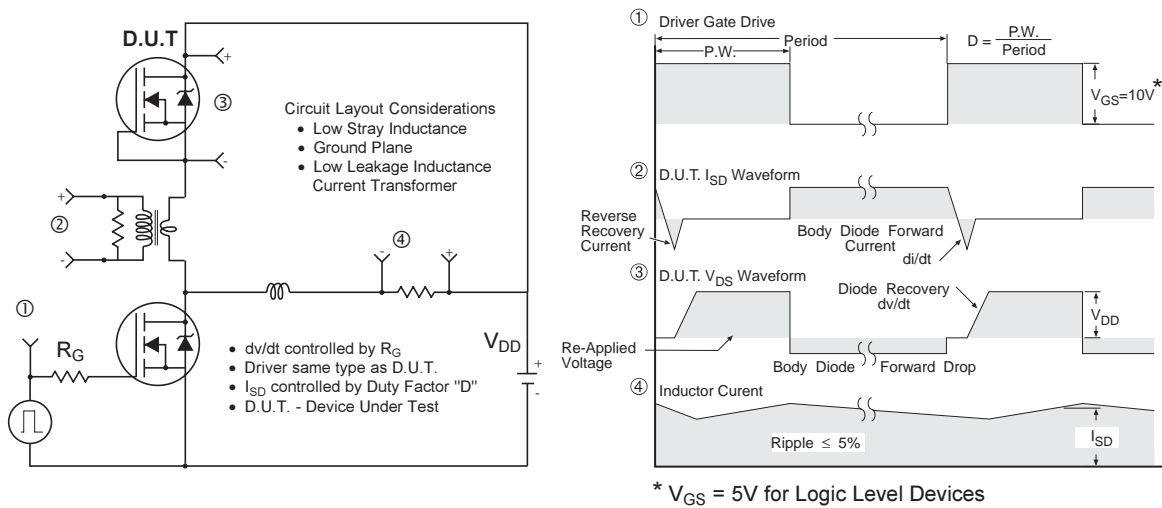 D.U.T
+
③
-
Circuit Layout Considerations
• Low Stray Inductance
• Ground Plane
• Low Leakage Inductance
Current Transformer
+
②
-
④
-
+
①
R_G
V_DD
+
-
• dv/dt controlled by R_G
• Driver same type as D.U.T.
• I_SD controlled by Duty Factor "D"
• D.U.T. - Device Under Test
① Driver Gate Drive
P.W.
Period
D = P.W.
Period
V_GS=10V *
② D.U.T. I_SD Waveform
Reverse
Recovery
Current
Body Diode Forward
Current
di/dt
③ D.U.T. V_DS Waveform
Diode Recovery
dv/dt
V_DD
Re-Applied
Voltage
Body Diode Forward Drop
④ Inductor Curent
Ripple ≤ 5%
I_SD
* V_GS = 5V for Logic Level Devices